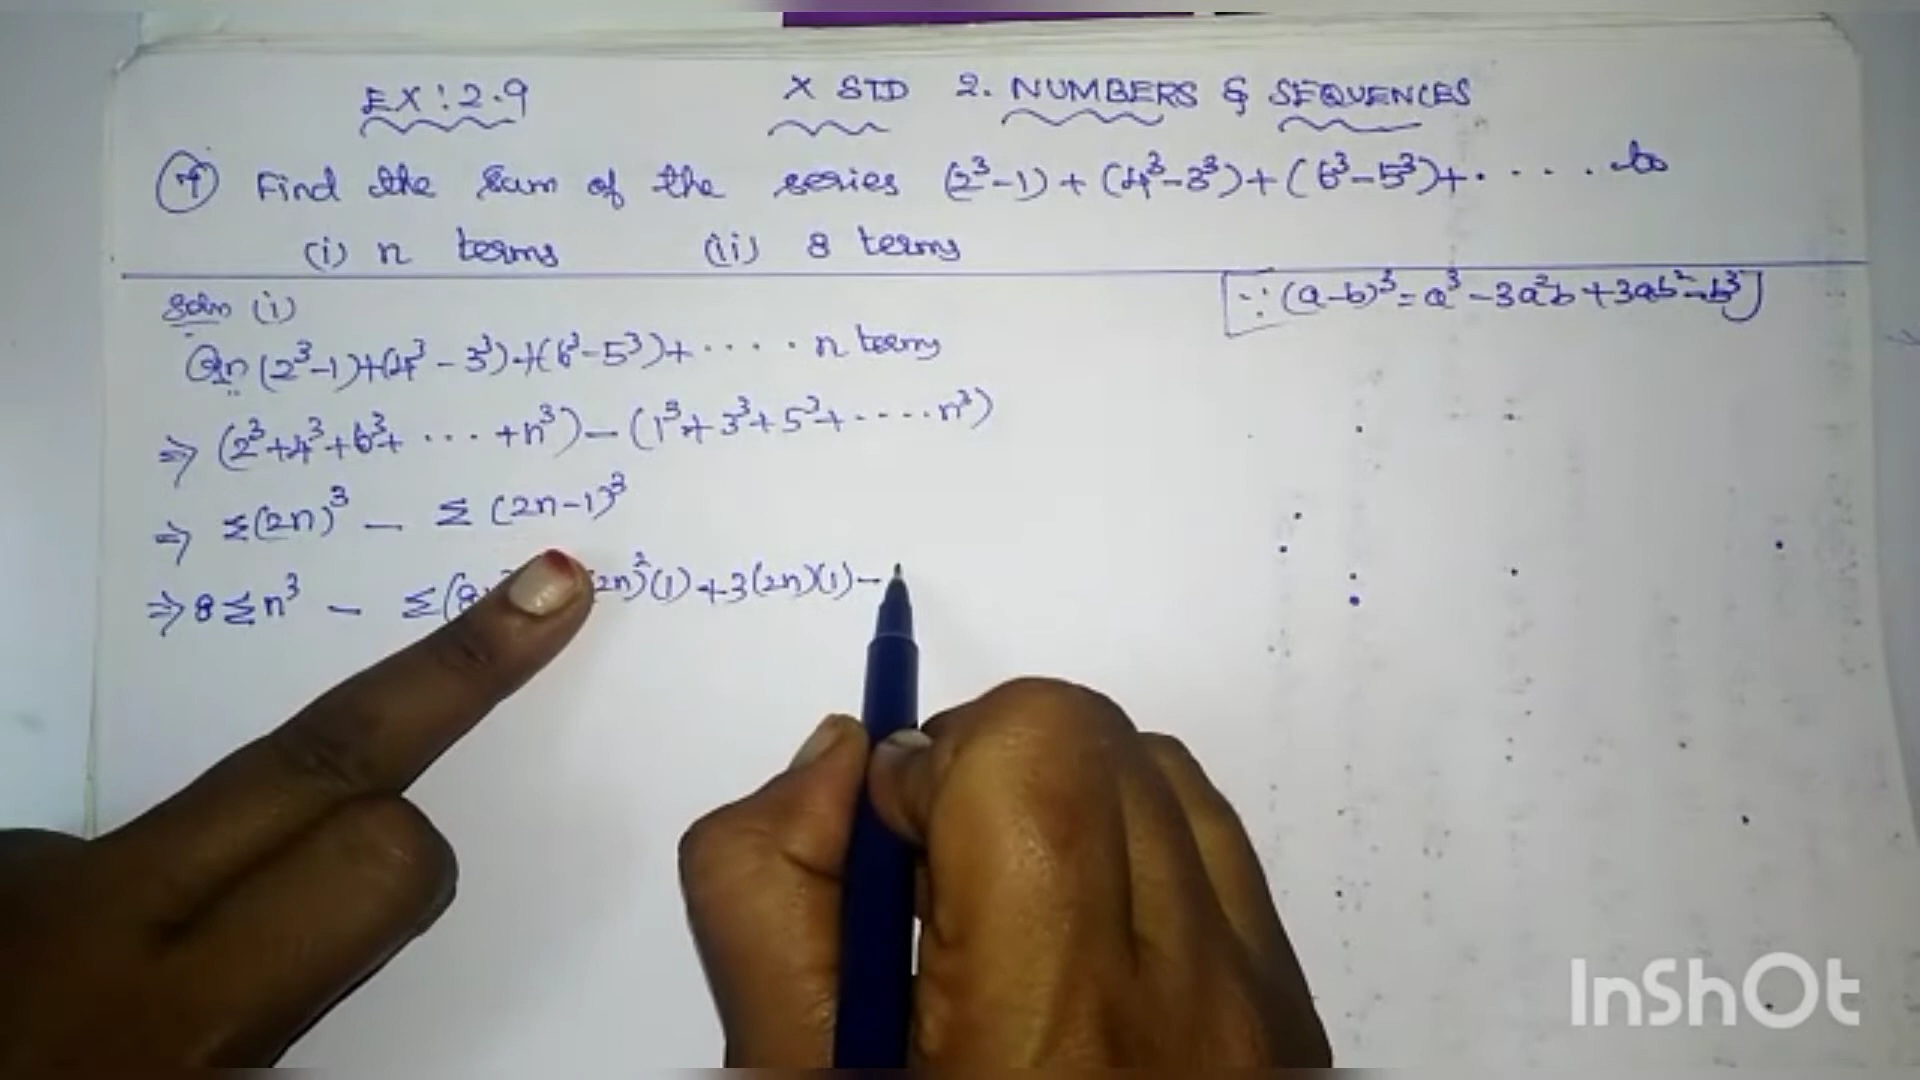 EX: 2.9 X STD 2. NUMBERS & SEQUENCES
Find the Sum of the series (2³-1)+(4³-3³)+(6³-5³)+..... to
(i) n terms (ii) 8 terms
Soln (i)
[∵ (a-b)³=a³-3a²b+3ab²-b³]
Gn (2³-1)+(4³-3³)+(6³-5³)+.... n terms
⇒ (2³+4³+6³+...+n³)-(1³+3³+5³+....n³)
⇒ Σ(2n)³ - Σ(2n-1)³
⇒ 8Σn³ - Σ(8 (2n)²(1)+3(2n)(1)-
InShOt